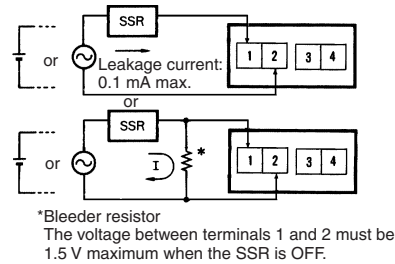 SSR
or
Leakage current:
0.1 mA max.
1 2 3 4
or
SSR
or
I
*
1 2 3 4
*Bleeder resistor
The voltage between terminals 1 and 2 must be
1.5 V maximum when the SSR is OFF.